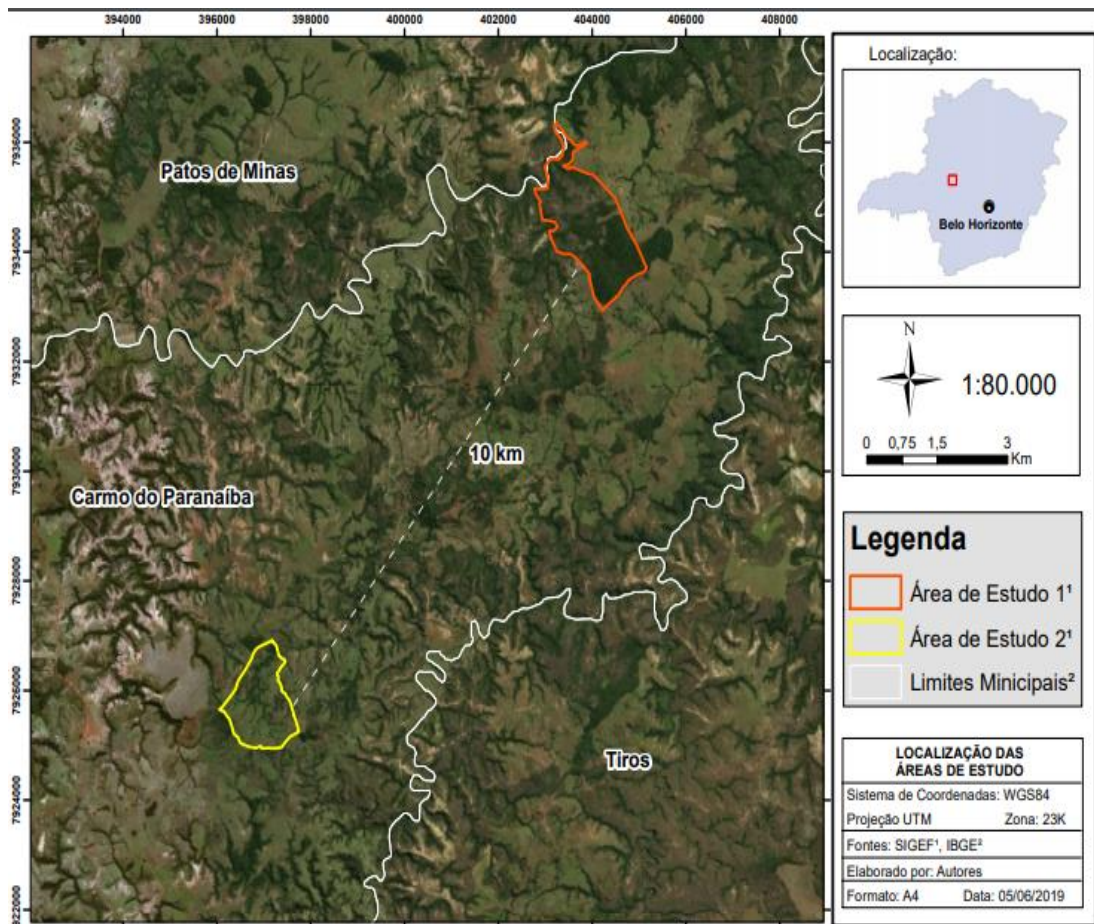 394000 396000 398000 400000 402000 404000 406000 408000
7936000
7934000
7932000
7930000
7928000
7926000
7924000
7922000
Patos de Minas
10 km
Carmo do Paranaíba
Tiros
Localização:
Belo Horizonte
N
1:80.000
0 0,75 1,5 3
Km
Legenda
Área de Estudo 1¹
Área de Estudo 2¹
Limites Minicipais²
LOCALIZAÇÃO DAS
ÁREAS DE ESTUDO
Sistema de Coordenadas: WGS84
Projeção UTM Zona: 23K
Fontes: SIGEF¹, IBGE²
Elaborado por: Autores
Formato: A4 Data: 05/06/2019